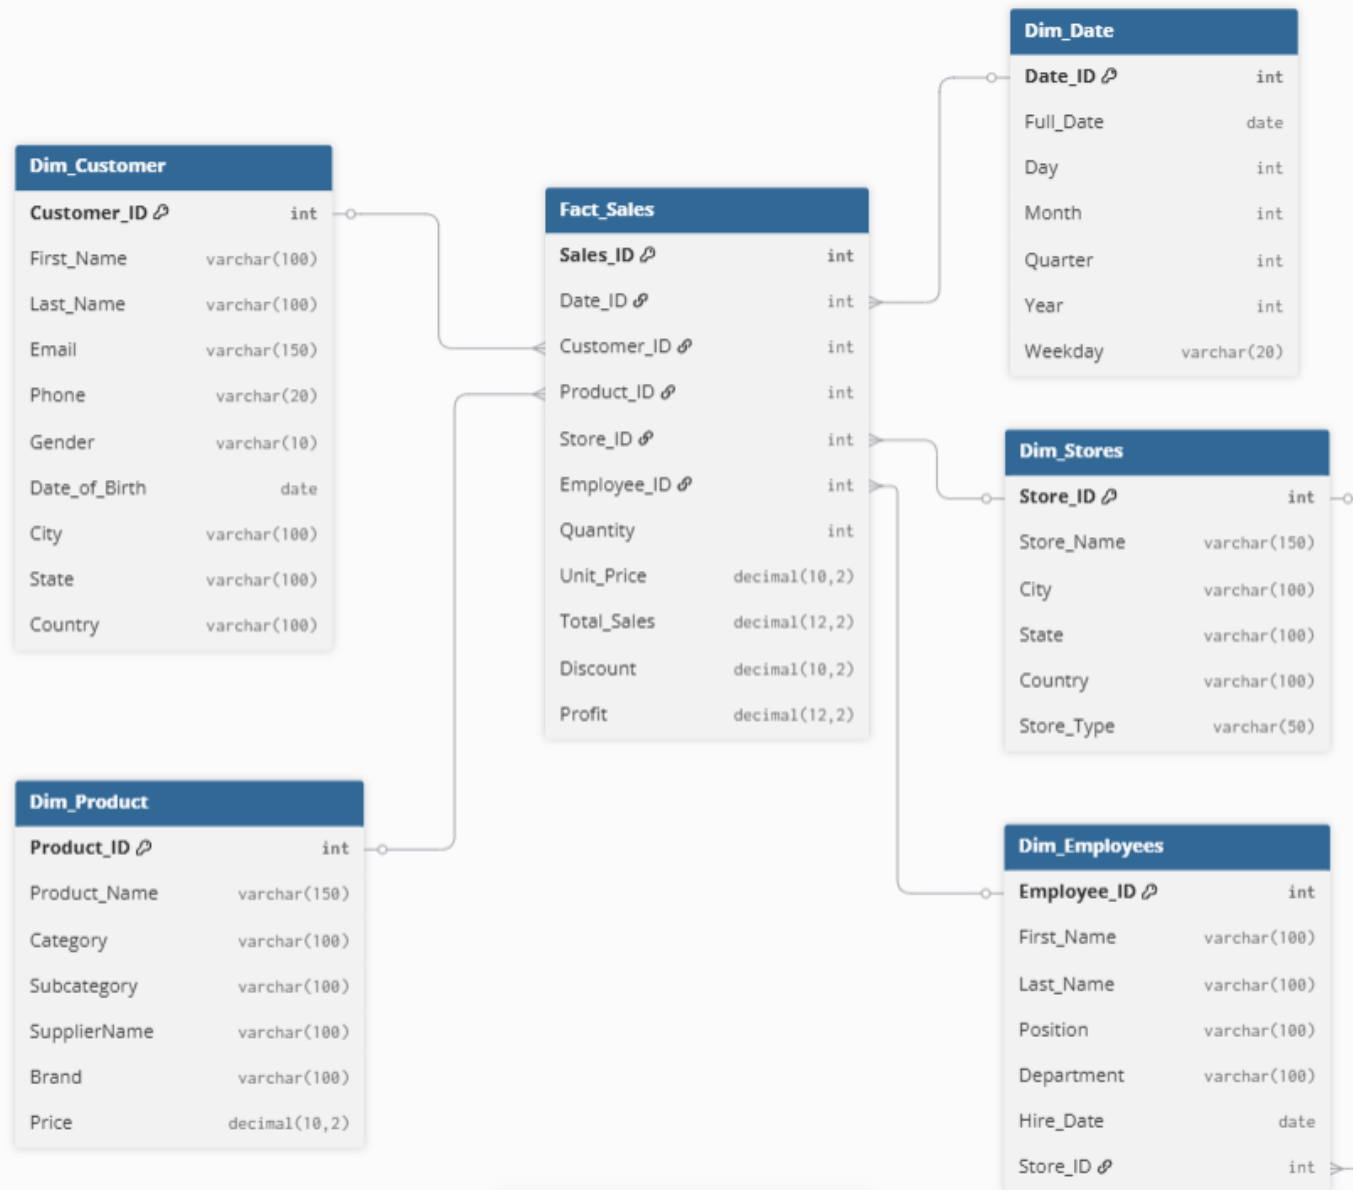 Dim_Customer
Customer_ID int
First_Name varchar(100)
Last_Name varchar(100)
Email varchar(150)
Phone varchar(20)
Gender varchar(10)
Date_of_Birth date
City varchar(100)
State varchar(100)
Country varchar(100)
Dim_Product
Product_ID int
Product_Name varchar(150)
Category varchar(100)
Subcategory varchar(100)
SupplierName varchar(100)
Brand varchar(100)
Price decimal(10,2)
Fact_Sales
Sales_ID int
Date_ID int
Customer_ID int
Product_ID int
Store_ID int
Employee_ID int
Quantity int
Unit_Price decimal(10,2)
Total_Sales decimal(12,2)
Discount decimal(10,2)
Profit decimal(12,2)
Dim_Date
Date_ID int
Full_Date date
Day int
Month int
Quarter int
Year int
Weekday varchar(20)
Dim_Stores
Store_ID int
Store_Name varchar(150)
City varchar(100)
State varchar(100)
Country varchar(100)
Store_Type varchar(50)
Dim_Employees
Employee_ID int
First_Name varchar(100)
Last_Name varchar(100)
Position varchar(100)
Department varchar(100)
Hire_Date date
Store_ID int